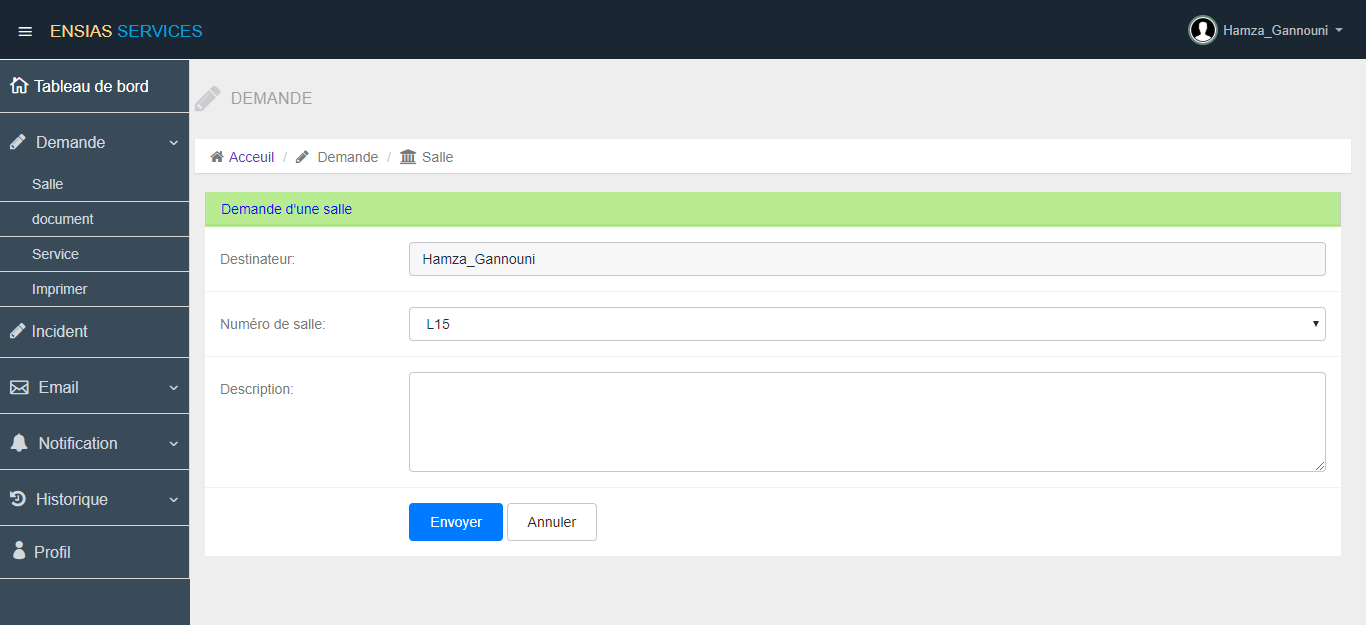 ENSIAS SERVICES
Hamza_Gannouni
Tableau de bord
Demande
Salle
document
Service
Imprimer
Incident
Email
Notification
Historique
Profil
DEMANDE
Acceuil / Demande / Salle
Demande d'une salle
Destinateur: Hamza_Gannouni
Numéro de salle: L15
Description:
Envoyer Annuler